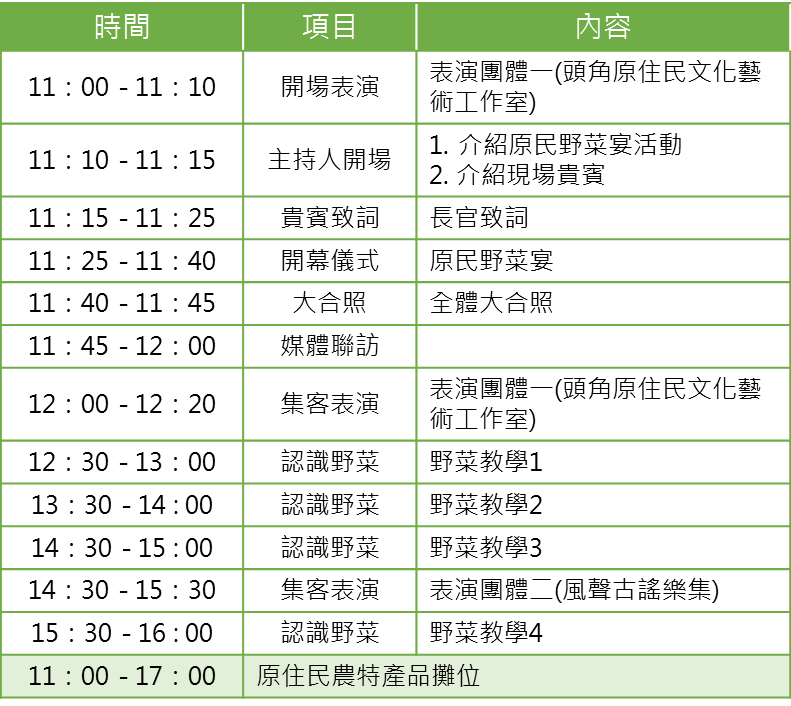 時間 項目 內容
11：00 - 11：10 開場表演 表演團體一(頭角原住民文化藝
術工作室)
11：10 - 11：15 主持人開場 1. 介紹原民野菜宴活動
2. 介紹現場貴賓
11：15 - 11：25 貴賓致詞 長官致詞
11：25 - 11：40 開幕儀式 原民野菜宴
11：40 - 11：45 大合照 全體大合照
11：45 - 12：00 媒體聯訪
12：00 - 12：20 集客表演 表演團體一(頭角原住民文化藝
術工作室)
12：30 - 13：00 認識野菜 野菜教學1
13：30 - 14 : 00 認識野菜 野菜教學2
14：30 - 15 : 00 認識野菜 野菜教學3
14：30 - 15：30 集客表演 表演團體二(風聲古謠樂集)
15：30 - 16 : 00 認識野菜 野菜教學4
11：00 - 17：00 原住民農特產品攤位